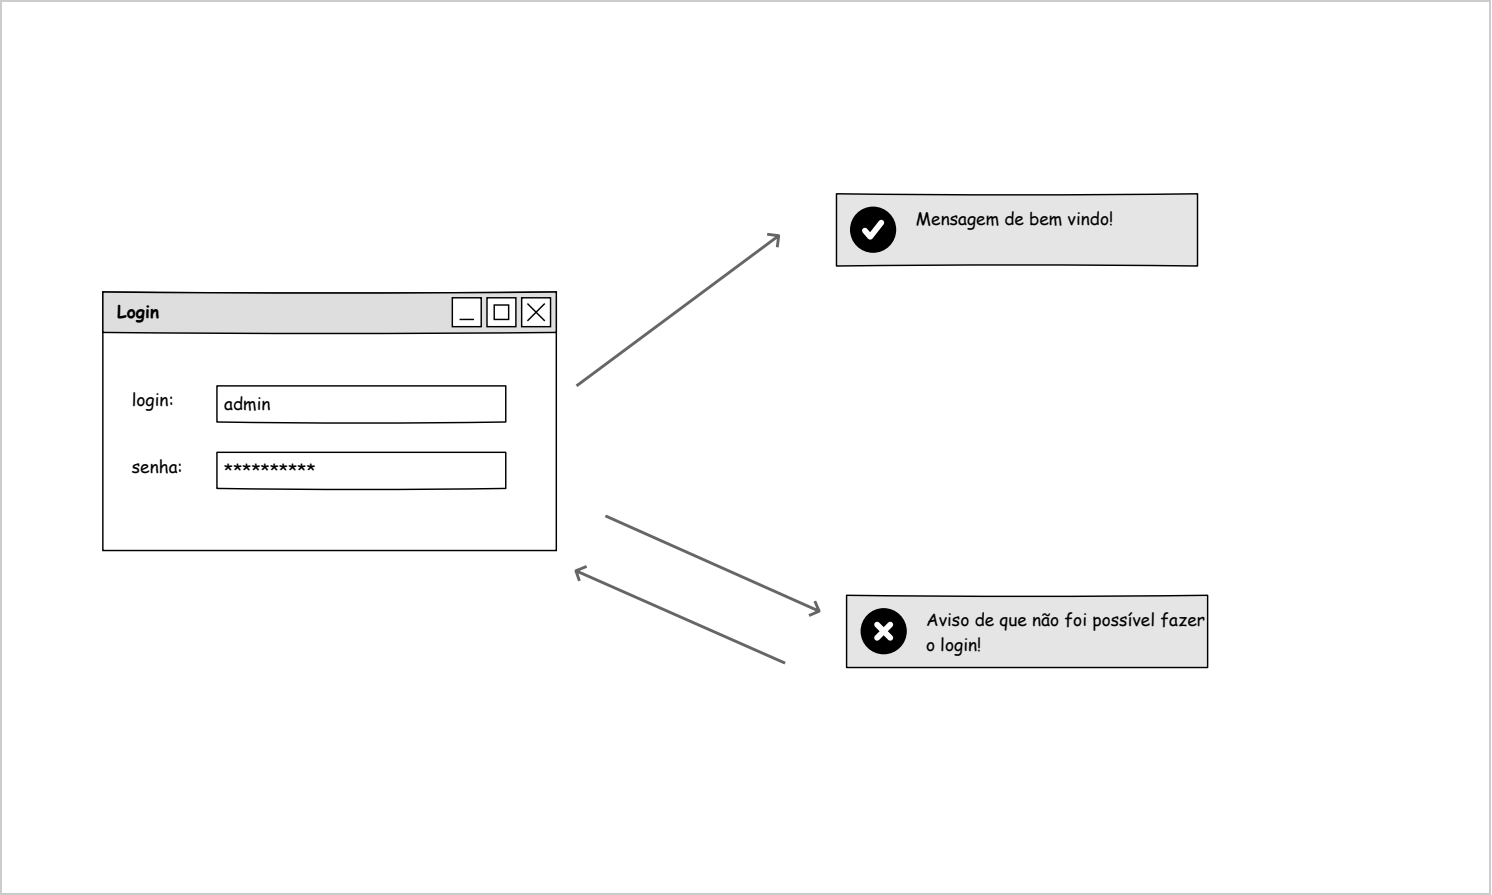 Mensagem de bem vindo!
Login
login:
admin
senha:
**********
Aviso de que não foi possível fazer
o login!